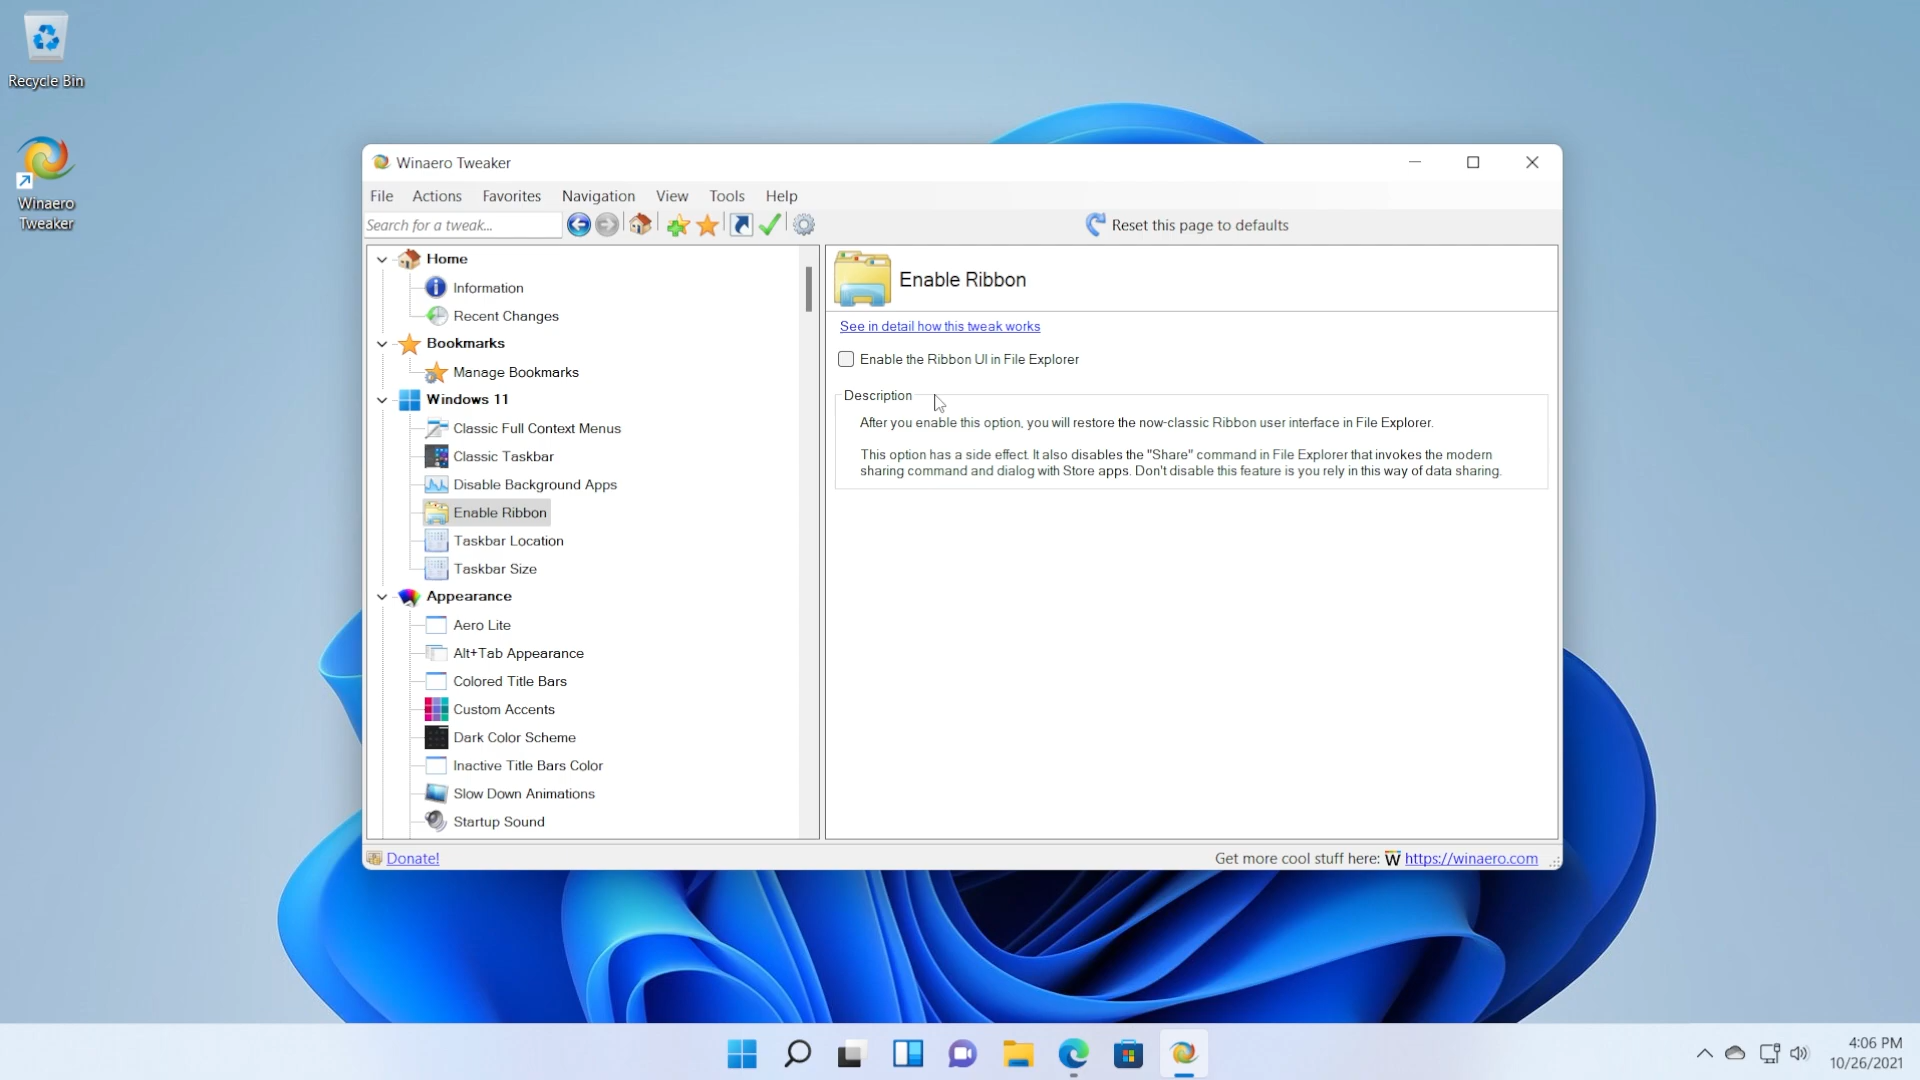 Recycle Bin
Winaero
Tweaker
Winaero Tweaker
File Actions Favorites Navigation View Tools Help
Search for a tweak...
Reset this page to defaults
Home
Information
Recent Changes
Bookmarks
Manage Bookmarks
Windows 11
Classic Full Context Menus
Classic Taskbar
Disable Background Apps
Enable Ribbon
Taskbar Location
Taskbar Size
Appearance
Aero Lite
Alt+Tab Appearance
Colored Title Bars
Custom Accents
Dark Color Scheme
Inactive Title Bars Color
Slow Down Animations
Startup Sound
Enable Ribbon
See in detail how this tweak works
Enable the Ribbon UI in File Explorer
Description
After you enable this option, you will restore the now-classic Ribbon user interface in File Explorer.
This option has a side effect. It also disables the "Share" command in File Explorer that invokes the modern
sharing command and dialog with Store apps. Don't disable this feature is you rely in this way of data sharing.
Donate!
Get more cool stuff here: W https://winaero.com
4:06 PM
10/26/2021